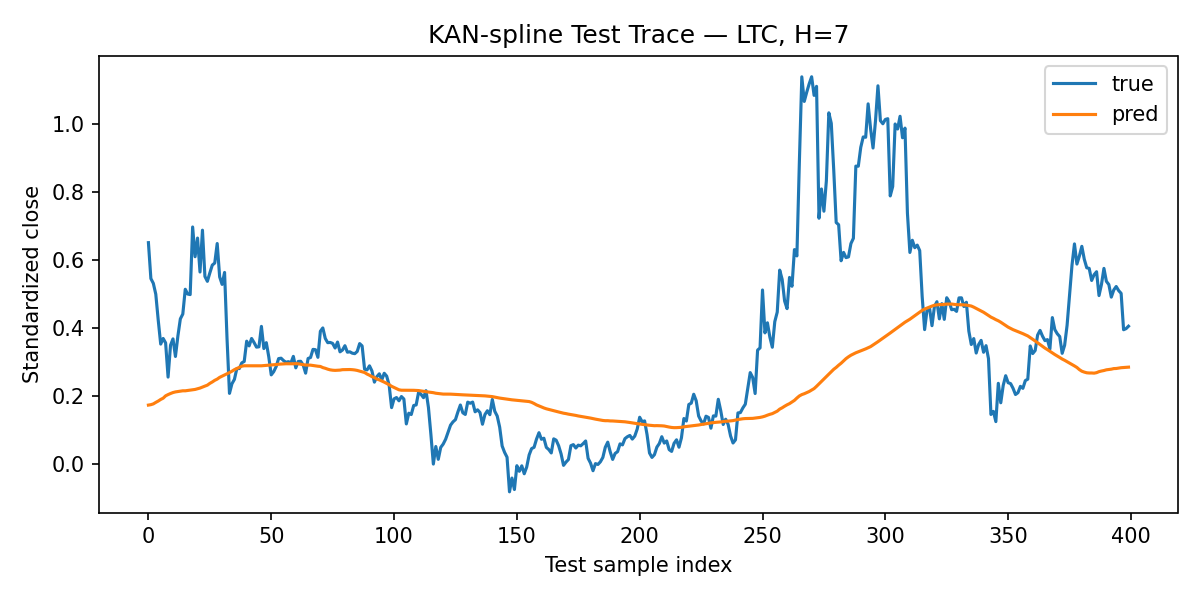 KAN-spline Test Trace — LTC, H=7
true
pred
Standardized close
1.0
0.8
0.6
0.4
0.2
0.0
0 50 100 150 200 250 300 350 400
Test sample index